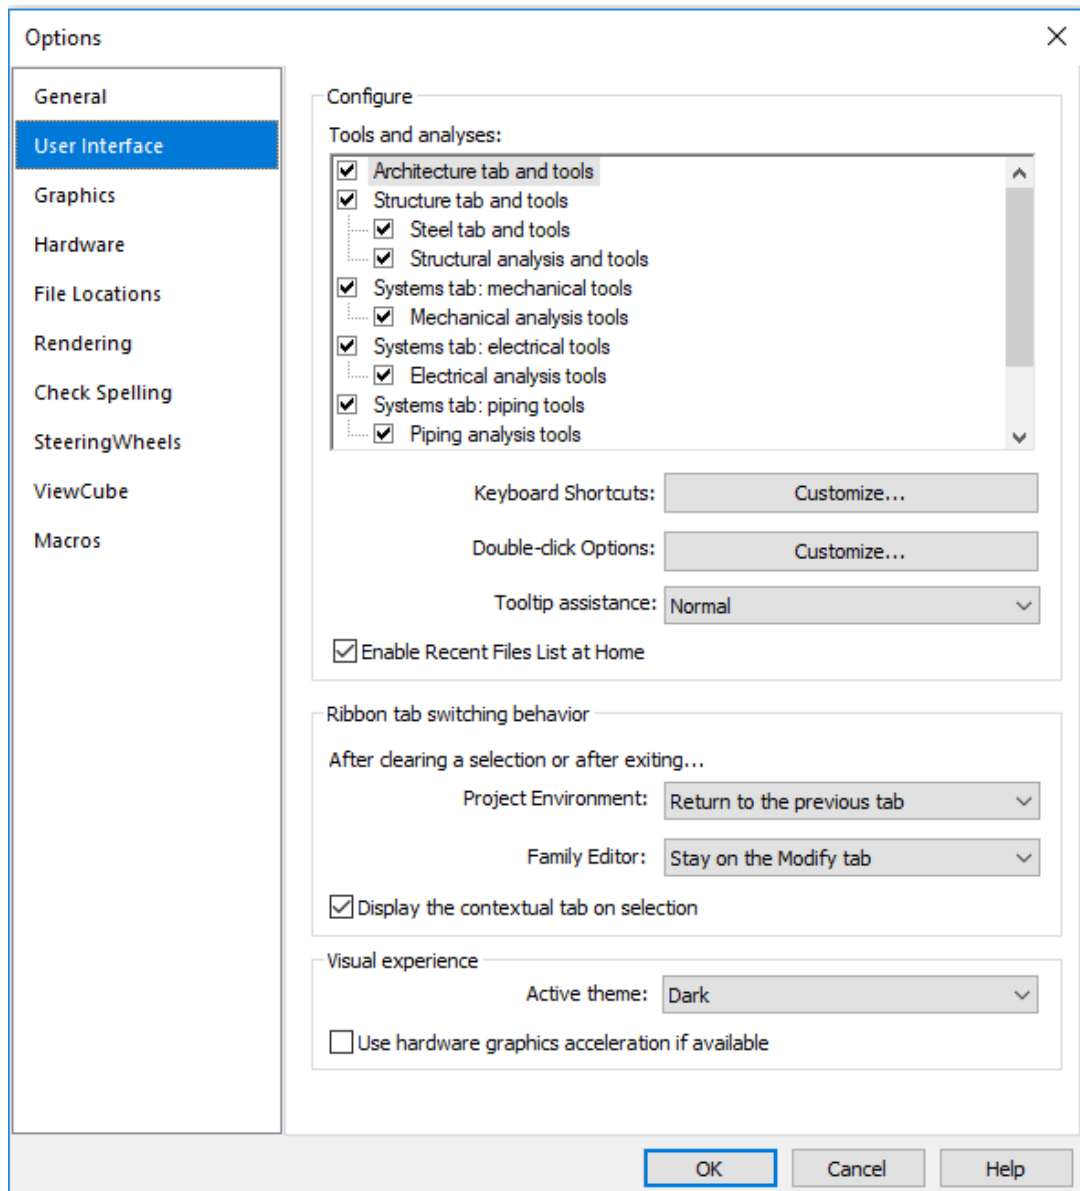 Options
General
User Interface
Graphics
Hardware
File Locations
Rendering
Check Spelling
SteeringWheels
ViewCube
Macros
Configure
Tools and analyses:
Architecture tab and tools
Structure tab and tools
Steel tab and tools
Structural analysis and tools
Systems tab: mechanical tools
Mechanical analysis tools
Systems tab: electrical tools
Electrical analysis tools
Systems tab: piping tools
Piping analysis tools
Keyboard Shortcuts: Customize...
Double-click Options: Customize...
Tooltip assistance: Normal
Enable Recent Files List at Home
Ribbon tab switching behavior
After clearing a selection or after exiting...
Project Environment: Return to the previous tab
Family Editor: Stay on the Modify tab
Display the contextual tab on selection
Visual experience
Active theme: Dark
Use hardware graphics acceleration if available
OK Cancel Help